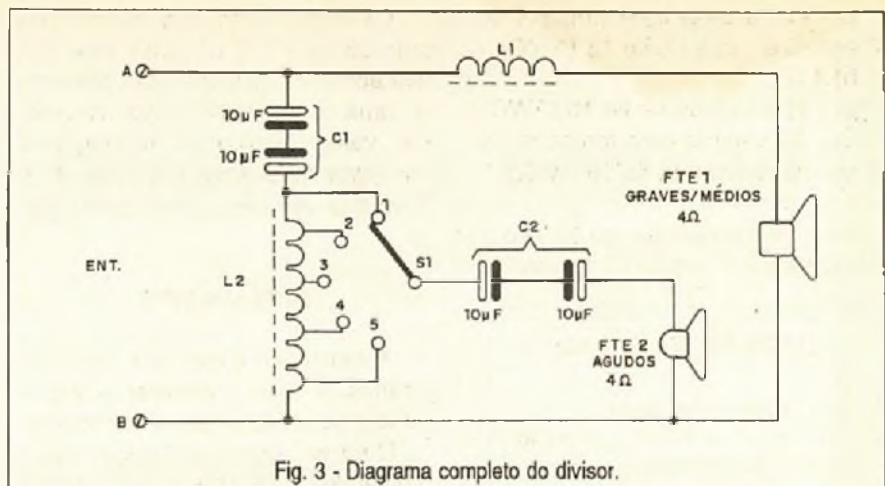 A
L1
10µF
10µF
C1
FTE 1
GRAVES/MÉDIOS
4Ω
1
2
3
4
5
S1
C2
10µF
10µF
ENT.
L2
FTE 2
AGUDOS
4Ω
B
Fig. 3 - Diagrama completo do divisor.